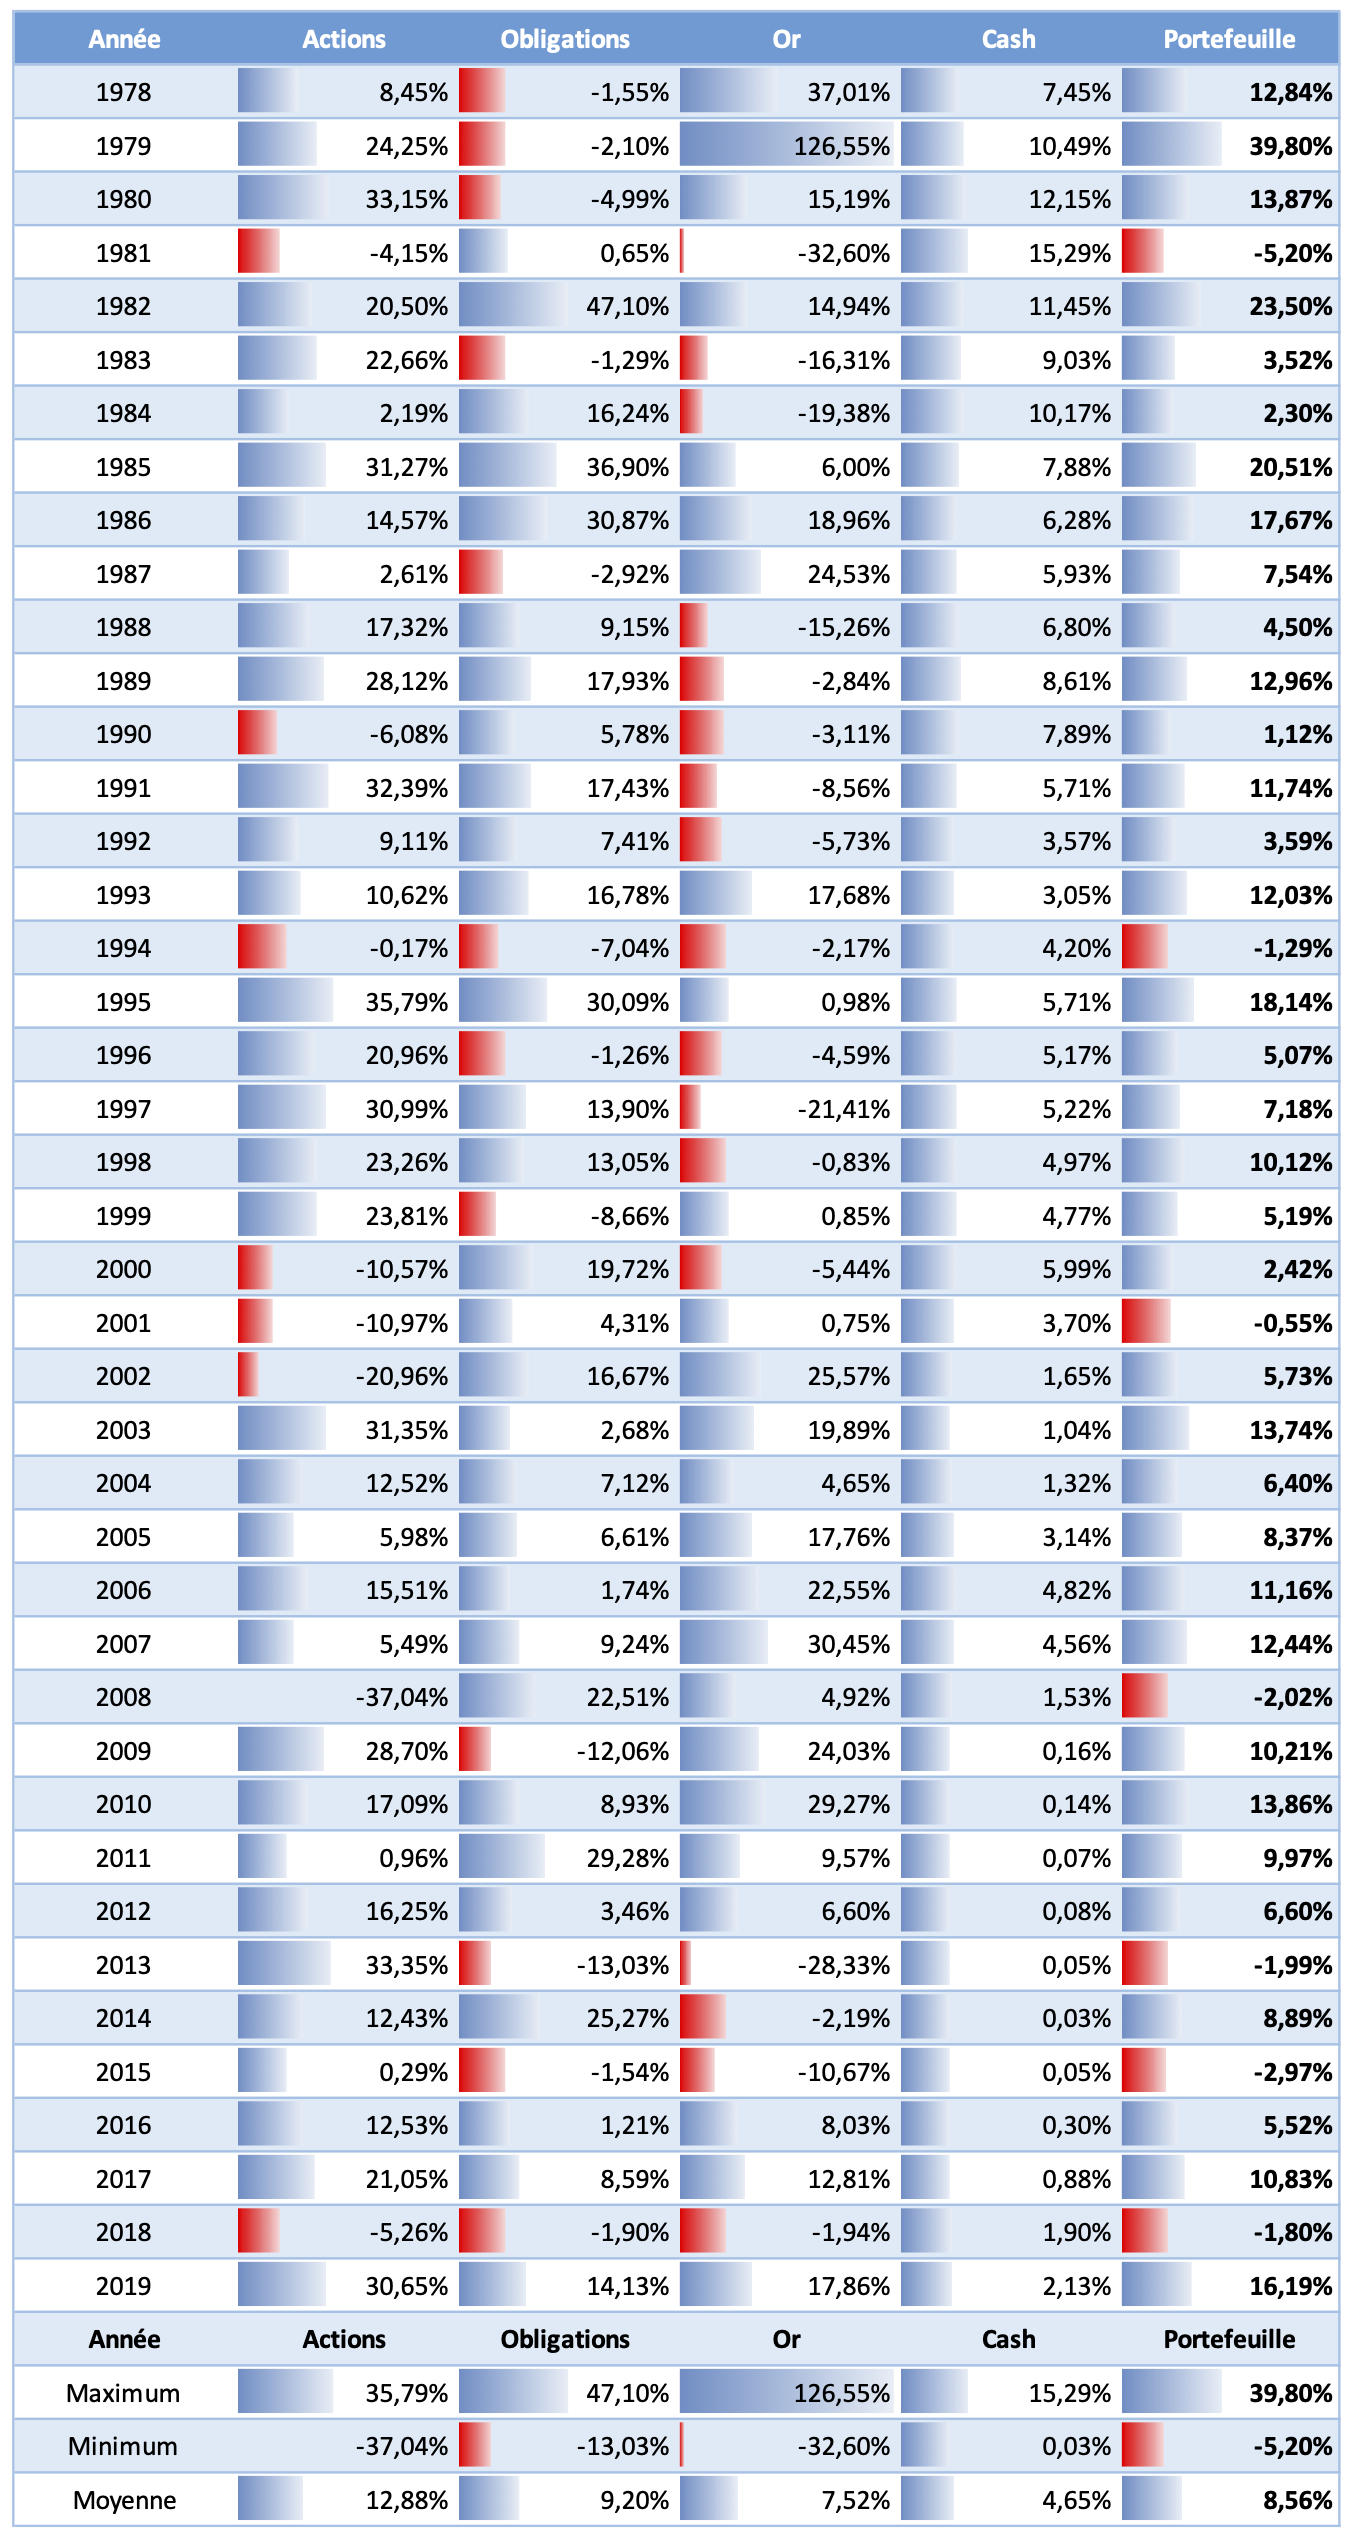 Année Actions Obligations Or Cash Portefeuille
1978 8,45% -1,55% 37,01% 7,45% 12,84%
1979 24,25% -2,10% 126,55% 10,49% 39,80%
1980 33,15% -4,99% 15,19% 12,15% 13,87%
1981 -4,15% 0,65% -32,60% 15,29% -5,20%
1982 20,50% 47,10% 14,94% 11,45% 23,50%
1983 22,66% -1,29% -16,31% 9,03% 3,52%
1984 2,19% 16,24% -19,38% 10,17% 2,30%
1985 31,27% 36,90% 6,00% 7,88% 20,51%
1986 14,57% 30,87% 18,96% 6,28% 17,67%
1987 2,61% -2,92% 24,53% 5,93% 7,54%
1988 17,32% 9,15% -15,26% 6,80% 4,50%
1989 28,12% 17,93% -2,84% 8,61% 12,96%
1990 -6,08% 5,78% -3,11% 7,89% 1,12%
1991 32,39% 17,43% -8,56% 5,71% 11,74%
1992 9,11% 7,41% -5,73% 3,57% 3,59%
1993 10,62% 16,78% 17,68% 3,05% 12,03%
1994 -0,17% -7,04% -2,17% 4,20% -1,29%
1995 35,79% 30,09% 0,98% 5,71% 18,14%
1996 20,96% -1,26% -4,59% 5,17% 5,07%
1997 30,99% 13,90% -21,41% 5,22% 7,18%
1998 23,26% 13,05% -0,83% 4,97% 10,12%
1999 23,81% -8,66% 0,85% 4,77% 5,19%
2000 -10,57% 19,72% -5,44% 5,99% 2,42%
2001 -10,97% 4,31% 0,75% 3,70% -0,55%
2002 -20,96% 16,67% 25,57% 1,65% 5,73%
2003 31,35% 2,68% 19,89% 1,04% 13,74%
2004 12,52% 7,12% 4,65% 1,32% 6,40%
2005 5,98% 6,61% 17,76% 3,14% 8,37%
2006 15,51% 1,74% 22,55% 4,82% 11,16%
2007 5,49% 9,24% 30,45% 4,56% 12,44%
2008 -37,04% 22,51% 4,92% 1,53% -2,02%
2009 28,70% -12,06% 24,03% 0,16% 10,21%
2010 17,09% 8,93% 29,27% 0,14% 13,86%
2011 0,96% 29,28% 9,57% 0,07% 9,97%
2012 16,25% 3,46% 6,60% 0,08% 6,60%
2013 33,35% -13,03% -28,33% 0,05% -1,99%
2014 12,43% 25,27% -2,19% 0,03% 8,89%
2015 0,29% -1,54% -10,67% 0,05% -2,97%
2016 12,53% 1,21% 8,03% 0,30% 5,52%
2017 21,05% 8,59% 12,81% 0,88% 10,83%
2018 -5,26% -1,90% -1,94% 1,90% -1,80%
2019 30,65% 14,13% 17,86% 2,13% 16,19%
Année Actions Obligations Or Cash Portefeuille
Maximum 35,79% 47,10% 126,55% 15,29% 39,80%
Minimum -37,04% -13,03% -32,60% 0,03% -5,20%
Moyenne 12,88% 9,20% 7,52% 4,65% 8,56%